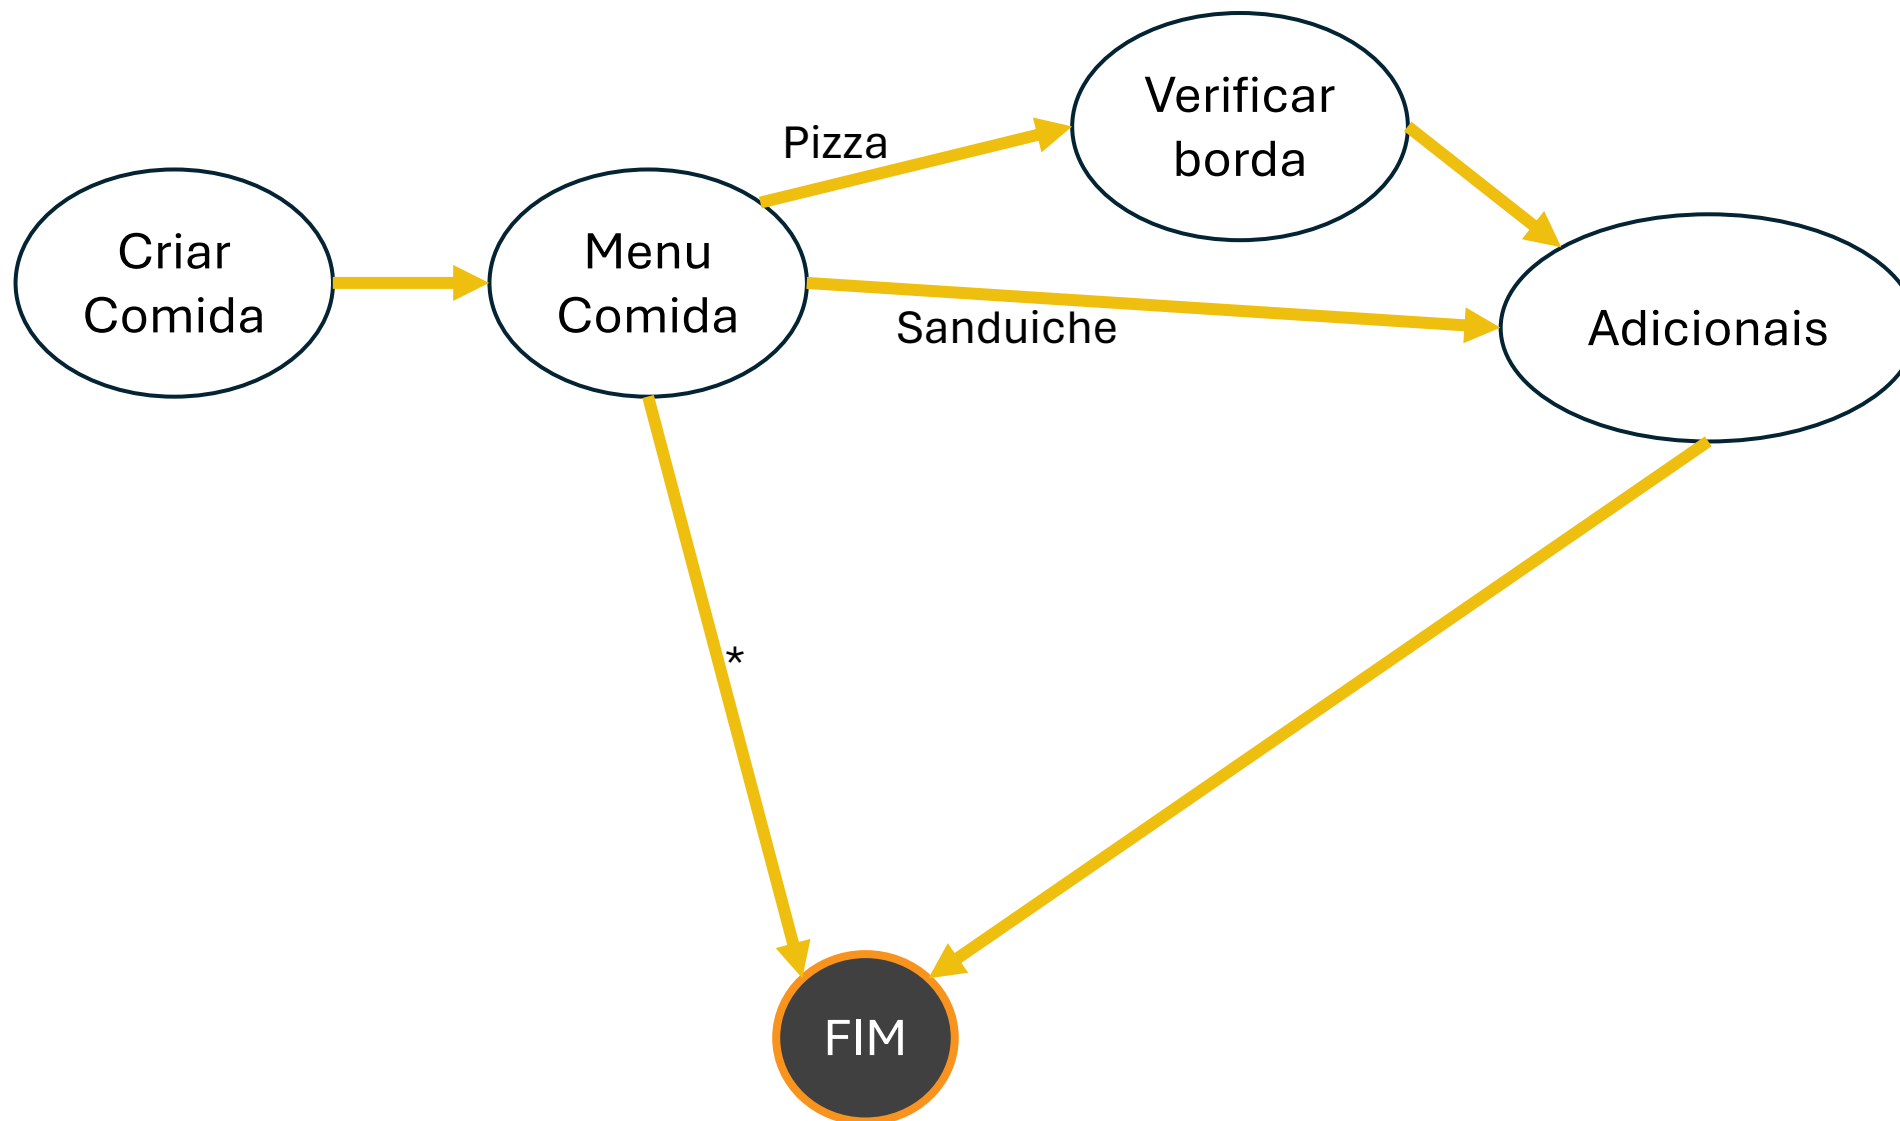 Verificar
borda
Pizza
Criar
Comida
Menu
Comida
Sanduiche
Adicionais
*
FIM